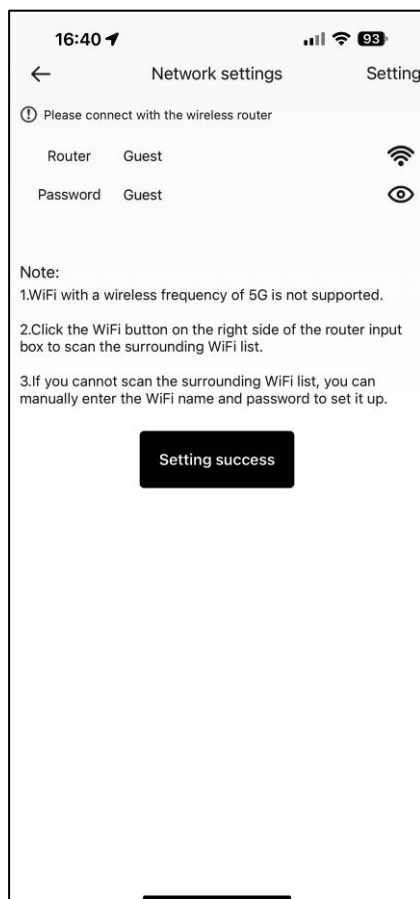 16:40 93
Network settings Setting
Please connect with the wireless router
Router Guest
Password Guest
Note:
1.WiFi with a wireless frequency of 5G is not supported.
2.Click the WiFi button on the right side of the router input
box to scan the surrounding WiFi list.
3.If you cannot scan the surrounding WiFi list, you can
manually enter the WiFi name and password to set it up.
Setting success